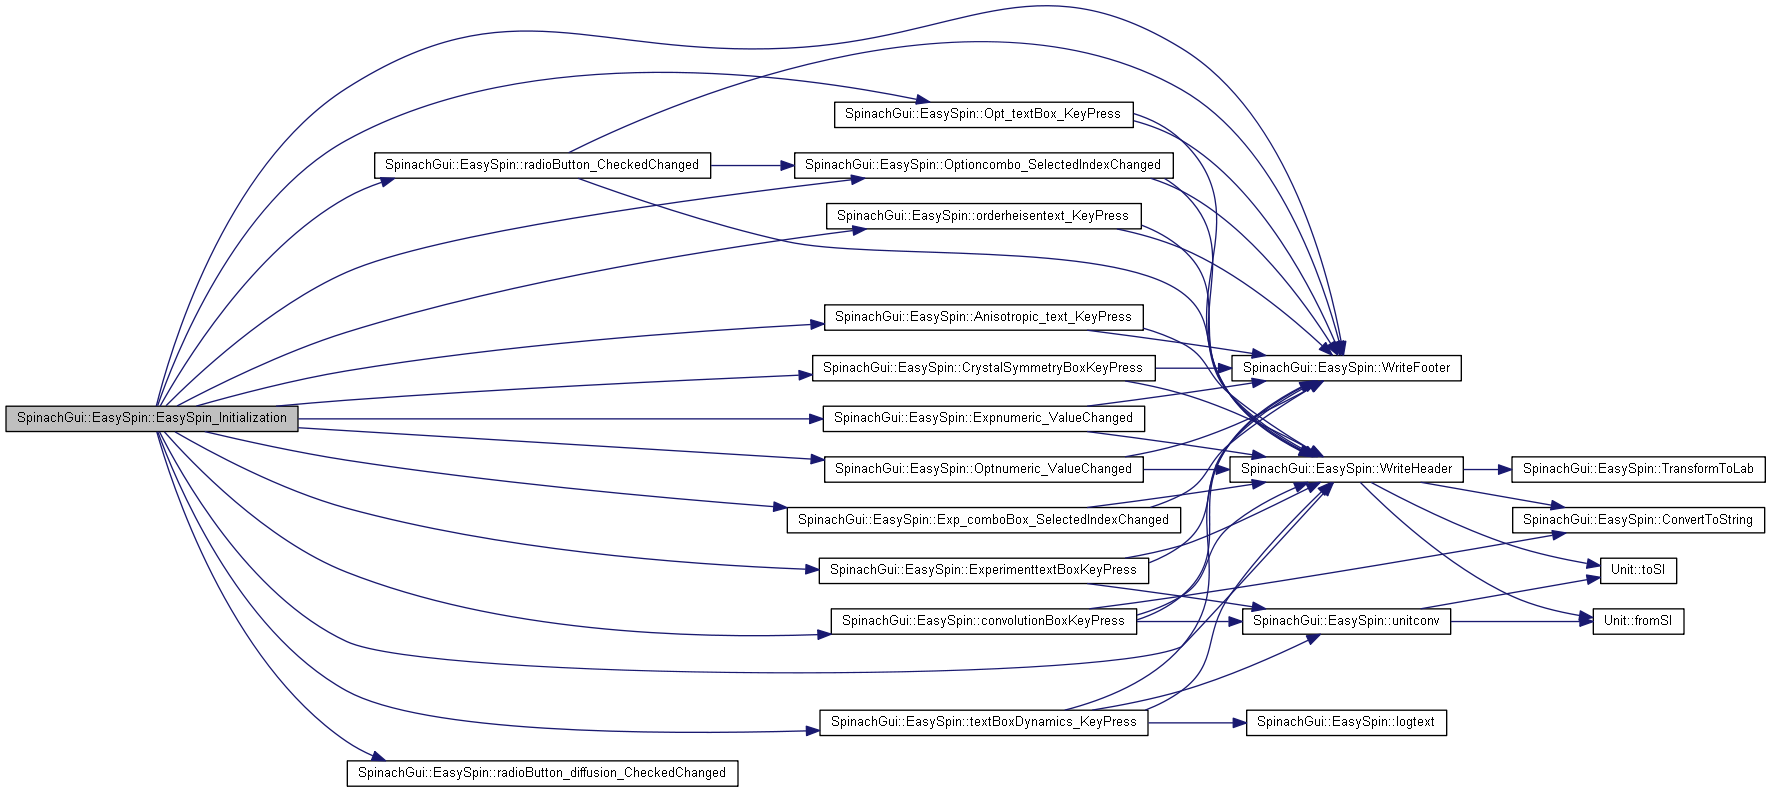 SpinachGui::EasySpin::Opt_textBox_KeyPress
SpinachGui::EasySpin::radioButton_CheckedChanged
SpinachGui::EasySpin::Optioncombo_SelectedIndexChanged
SpinachGui::EasySpin::orderheisentext_KeyPress
SpinachGui::EasySpin::Anisotropic_text_KeyPress
SpinachGui::EasySpin::CrystalSymmetryBoxKeyPress
SpinachGui::EasySpin::WriteFooter
SpinachGui::EasySpin::EasySpin_Initialization
SpinachGui::EasySpin::Expnumeric_ValueChanged
SpinachGui::EasySpin::Optnumeric_ValueChanged
SpinachGui::EasySpin::WriteHeader
SpinachGui::EasySpin::TransformToLab
SpinachGui::EasySpin::Exp_comboBox_SelectedIndexChanged
SpinachGui::EasySpin::ConvertToString
SpinachGui::EasySpin::ExperimenttextBoxKeyPress
Unit::toSI
SpinachGui::EasySpin::convolutionBoxKeyPress
SpinachGui::EasySpin::unitconv
Unit::fromSI
SpinachGui::EasySpin::textBoxDynamics_KeyPress
SpinachGui::EasySpin::logtext
SpinachGui::EasySpin::radioButton_diffusion_CheckedChanged